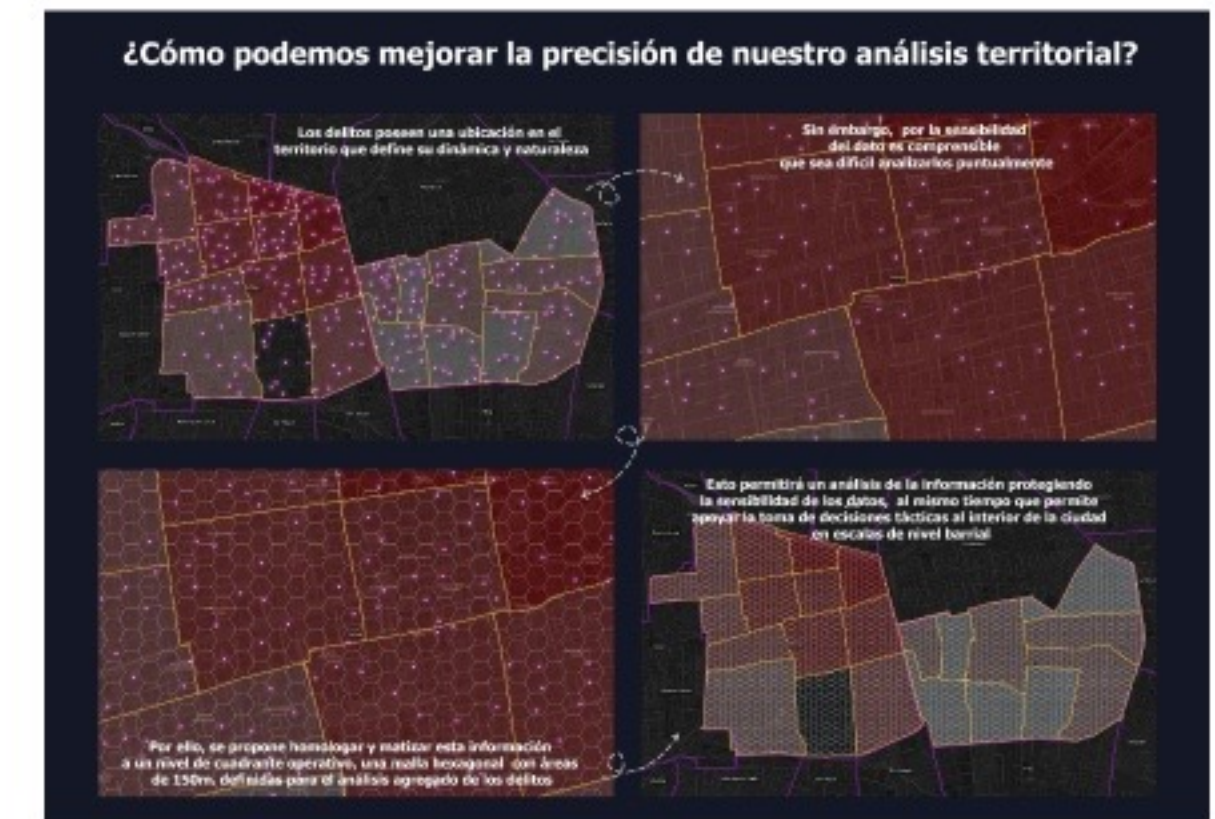 ¿Cómo podemos mejorar la precisión de nuestro análisis territorial?
Los delitos poseen una ubicación en el
territorio que define su dinámica y naturaleza
Sin embargo, por la sensibilidad
del dato es comprensible
que sea difícil analizarlos puntualmente
Por ello, se propone homologar y matizar esta información
a un nivel de cuadrante operativo, una malla hexagonal con áreas
de 150m, definidas para el análisis agregado de los delitos
Esto permitirá un análisis de la información protegiendo
la sensibilidad de los datos, al mismo tiempo que permite
apoyar la toma de decisiones tácticas al interior de la ciudad
en escalas de nivel barrial